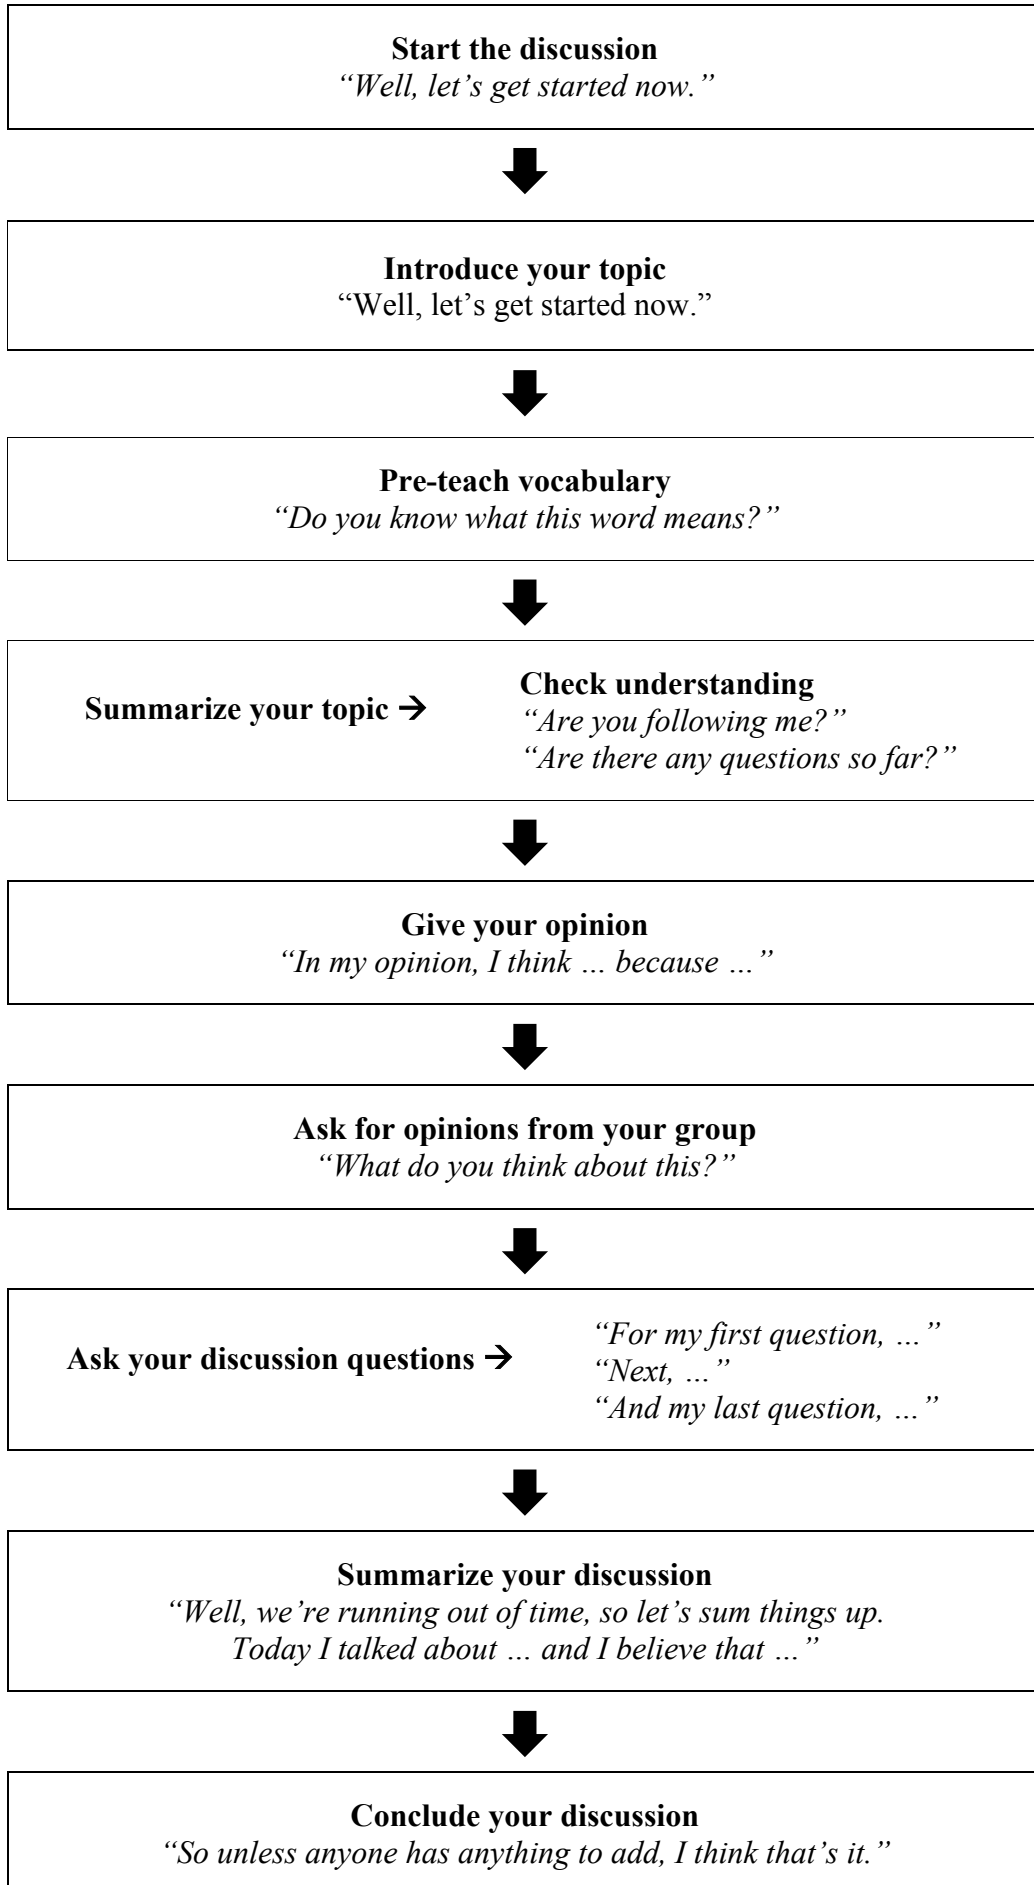 Start the discussion
“Well, let’s get started now.”
Introduce your topic
“Well, let’s get started now.”
Pre-teach vocabulary
“Do you know what this word means?”
Summarize your topic →
Check understanding
“Are you following me?”
“Are there any questions so far?”
Give your opinion
“In my opinion, I think … because …”
Ask for opinions from your group
“What do you think about this?”
Ask your discussion questions →
“For my first question, …”
“Next, …”
“And my last question, …”
Summarize your discussion
“Well, we’re running out of time, so let’s sum things up.
Today I talked about … and I believe that …”
Conclude your discussion
“So unless anyone has anything to add, I think that’s it.”